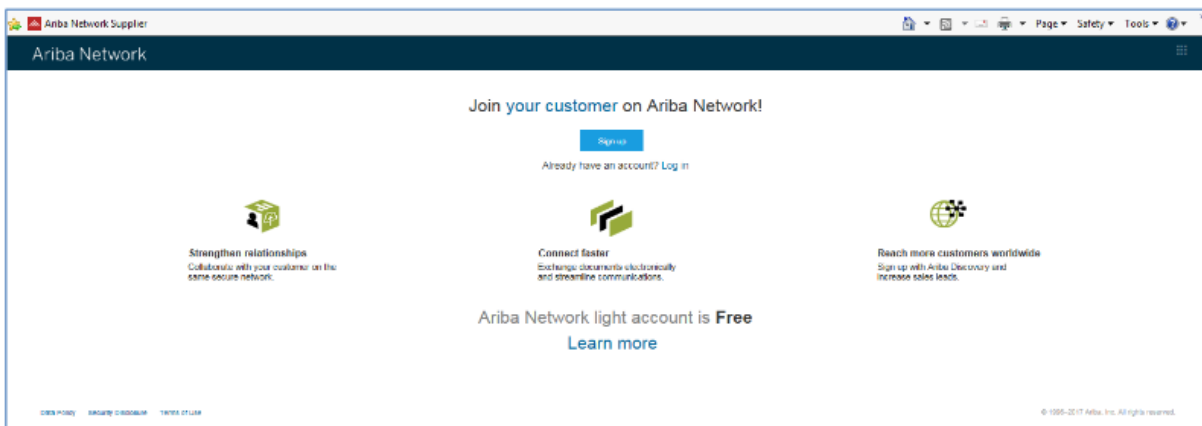 Ariba Network Supplier
Page Safety Tools
Ariba Network
Join your customer on Ariba Network!
Sign up
Already have an account? Log in
Strengthen relationships
Collaborate with your customer on the
same secure network.
Connect faster
Exchange documents electronically
and streamline communications.
Reach more customers worldwide
Sign up with Ariba Discovery and
increase sales leads.
Ariba Network light account is Free
Learn more
Data Policy Security Disclosure Terms of Use
© 1996-2017 Ariba, Inc. All rights reserved.